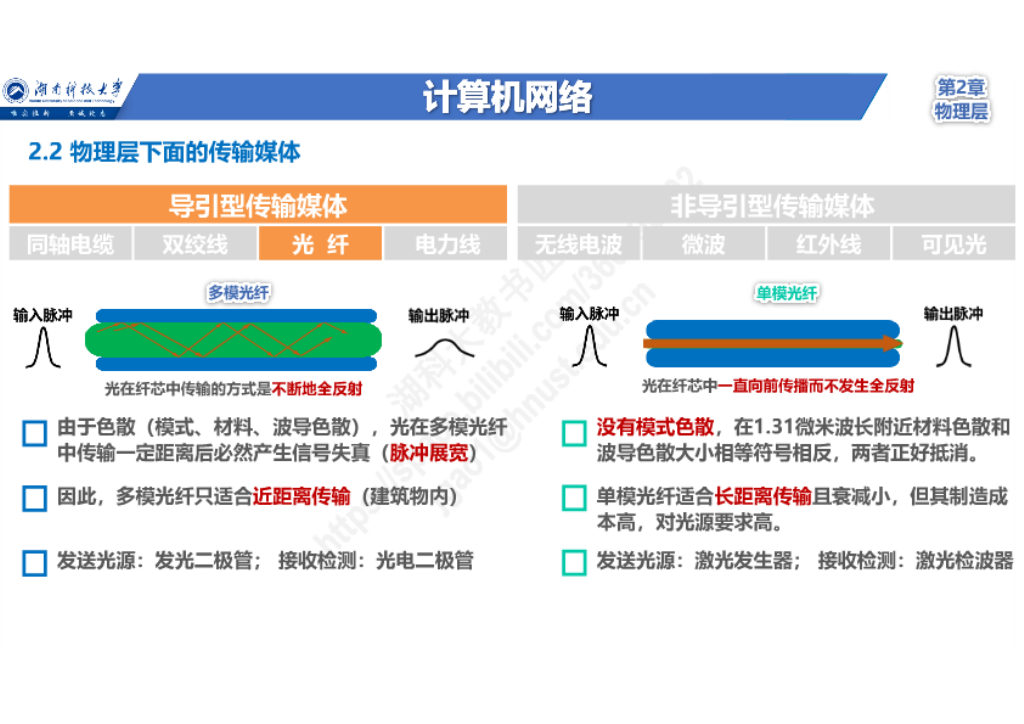 湖南科技大学
计算机网络
第2章
物理层
2.2 物理层下面的传输媒体
导引型传输媒体
非导引型传输媒体
同轴电缆 双绞线 光 纤 电力线 无线电波 微波 红外线 可见光
多模光纤
输入脉冲
输出脉冲
光在纤芯中传输的方式是不断地全反射
由于色散（模式、材料、波导色散），光在多模光纤
中传输一定距离后必然产生信号失真（脉冲展宽）
因此，多模光纤只适合近距离传输（建筑物内）
发送光源：发光二极管； 接收检测：光电二极管
单模光纤
输入脉冲
输出脉冲
光在纤芯中一直向前传播而不发生全反射
没有模式色散，在1.31微米波长附近材料色散和
波导色散大小相等符号相反，两者正好抵消。
单模光纤适合长距离传输且衰减小，但其制造成
本高，对光源要求高。
发送光源：激光发生器； 接收检测：激光检波器